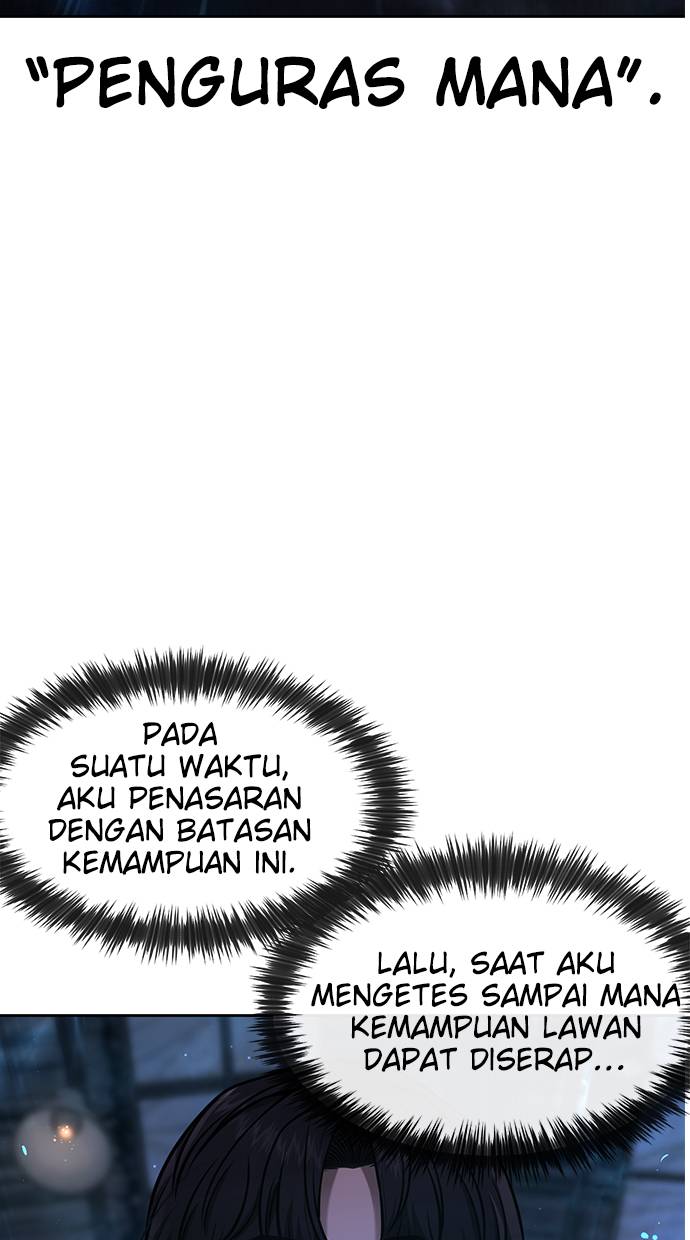 “PENGURAS MANA”.
PADA
SUATU WAKTU,
AKU PENASARAN
DENGAN BATASAN
KEMAMPUAN INI.
LALU, SAAT AKU
MENGETES SAMPAI MANA
KEMAMPUAN LAWAN
DAPAT DISERAP...